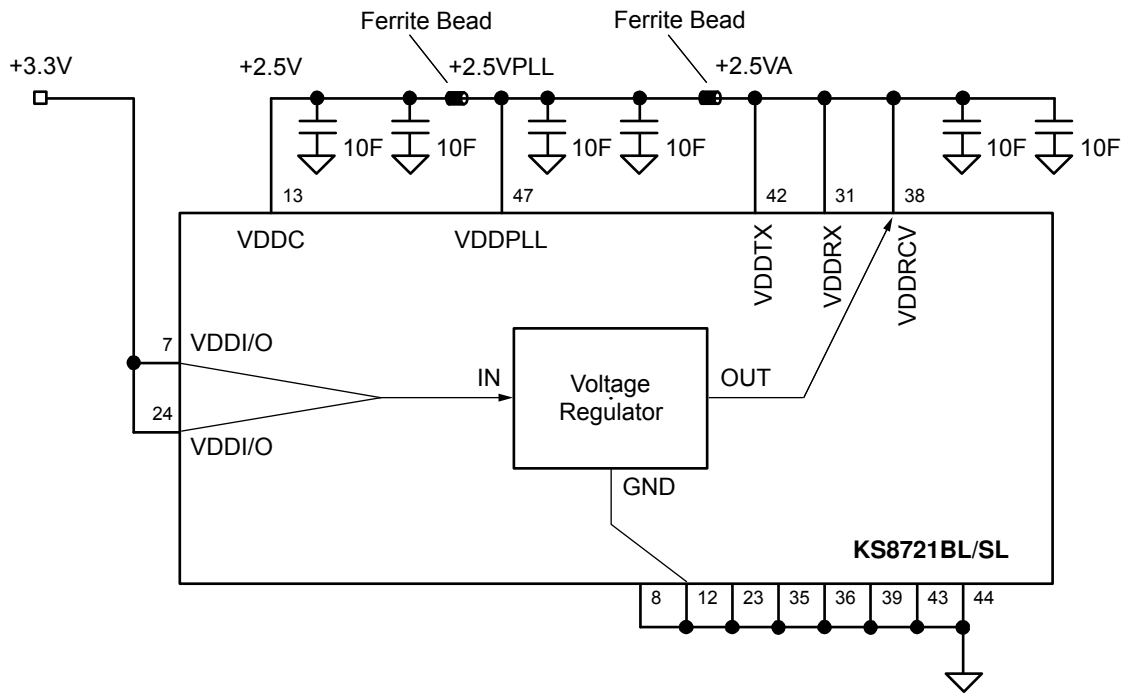 Ferrite Bead
Ferrite Bead
+3.3V
+2.5V
+2.5VPLL
+2.5VA
10F
10F
10F
10F
10F
10F
13
47
42
31
38
VDDC
VDDPLL
VDDTX
VDDRX
VDDRCV
7
VDDI/O
24
VDDI/O
IN
Voltage
Regulator
OUT
GND
KS8721BL/SL
8
12
23
35
36
39
43
44